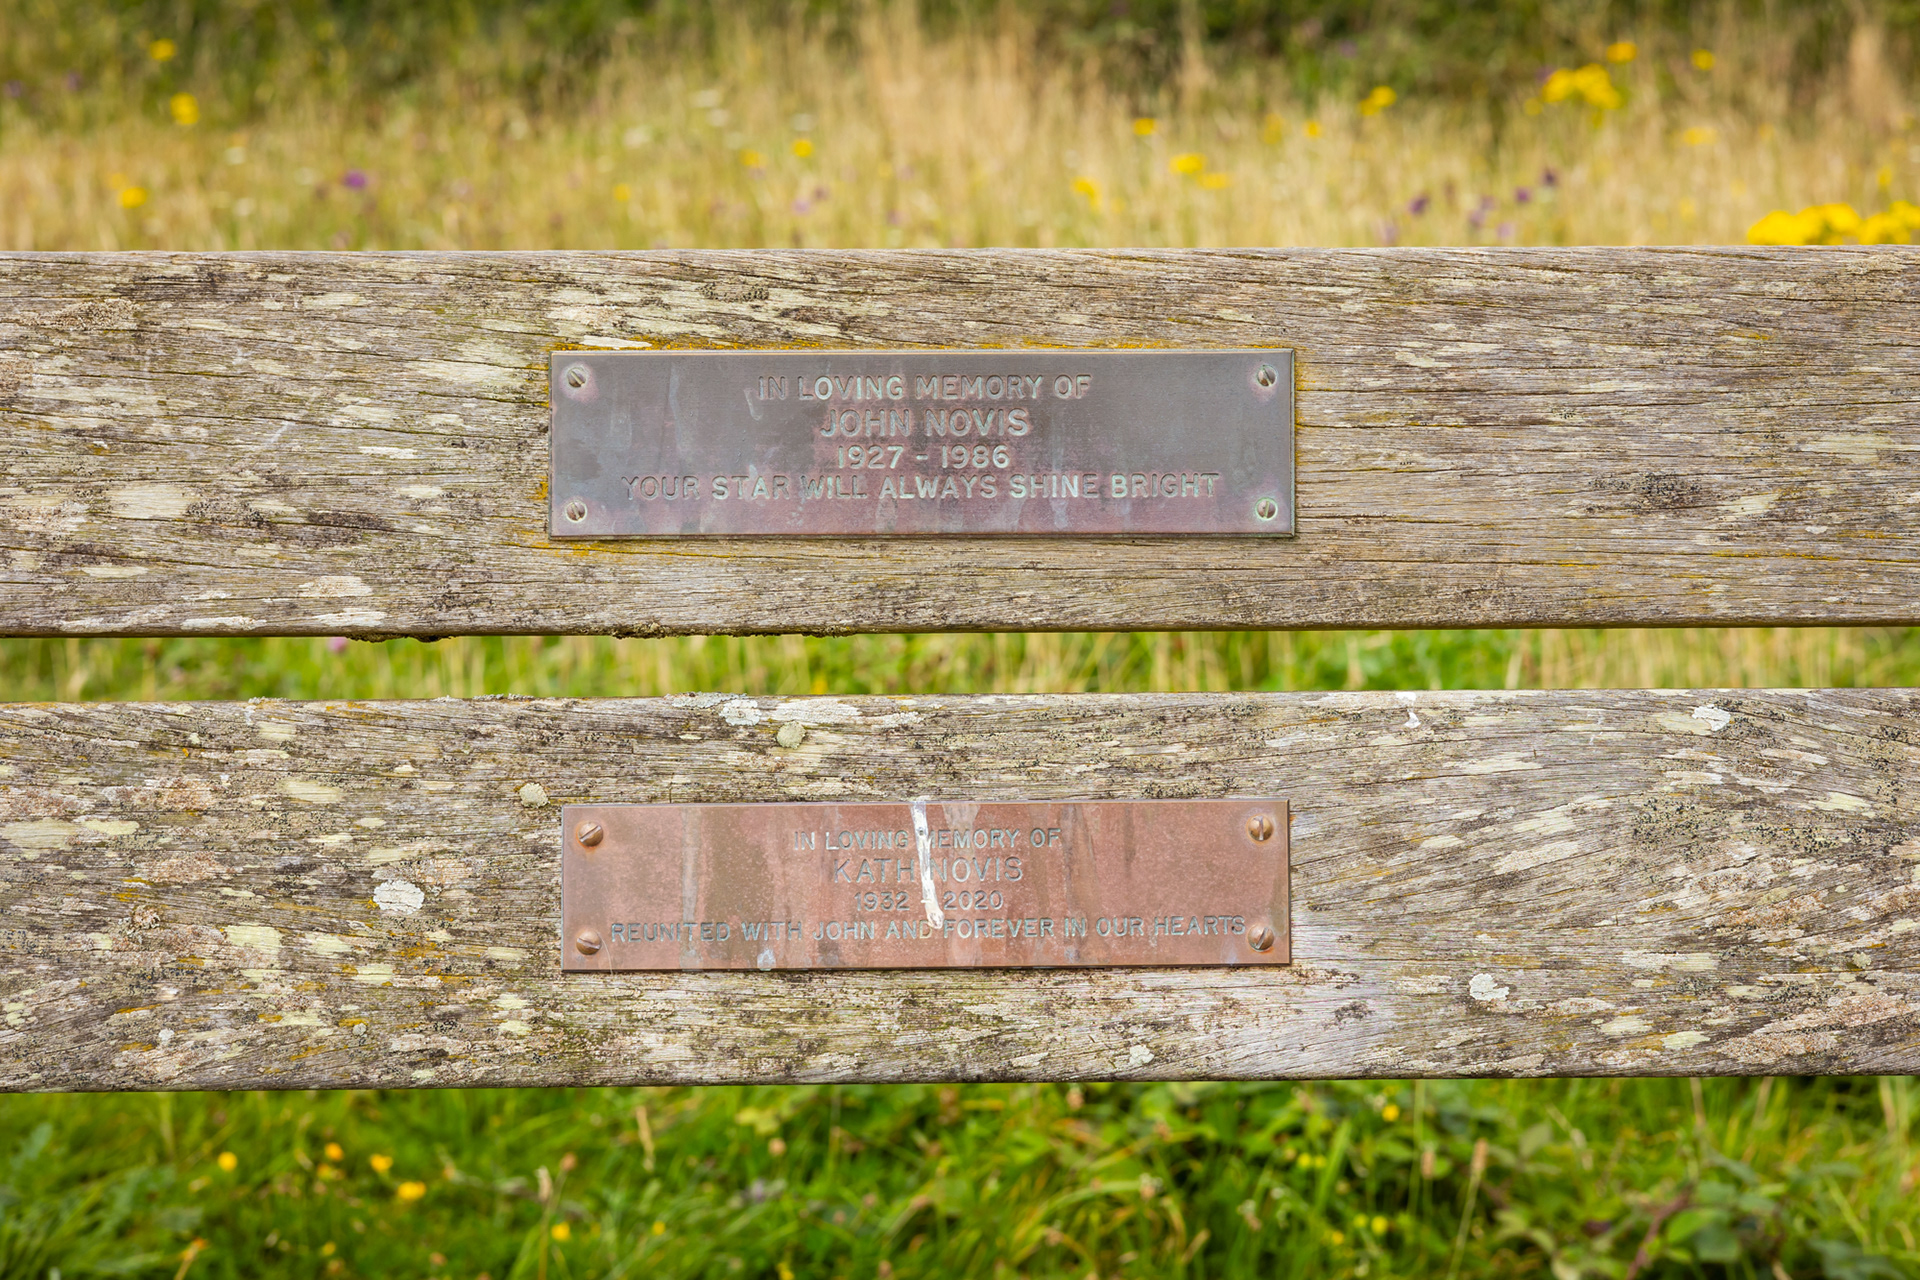 IN LOVING MEMORY OF
JOHN NOVIS
1927 - 1986
YOUR STAR WILL ALWAYS SHINE BRIGHT
IN LOVING MEMORY OF
KATH NOVIS
1932 - 2020
REUNITED WITH JOHN AND FOREVER IN OUR HEARTS